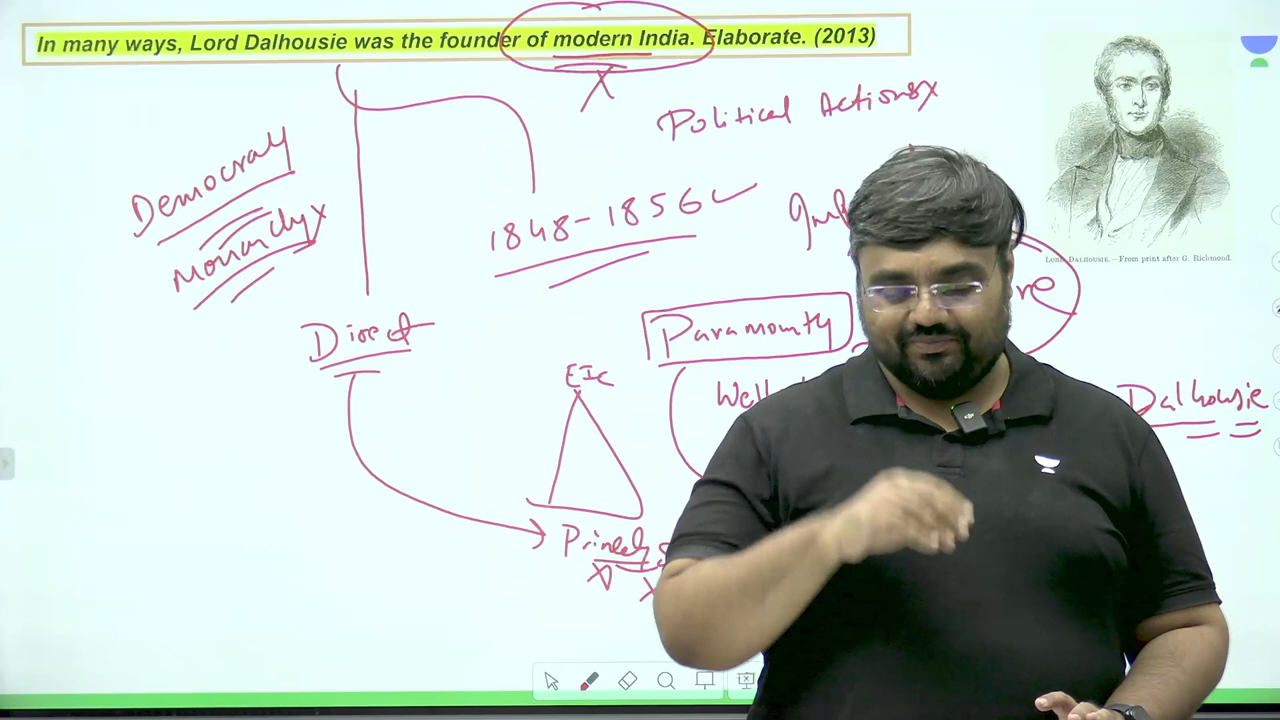 In many ways, Lord Dalhousie was the founder of modern India. Elaborate. (2013)
Political Actions
Democracy
Monarchy
1848-1856
LORD DALHOUSIE.—From print after G. Richmond.
Direct
Paramountcy
EIC
Dalhousie
Princely